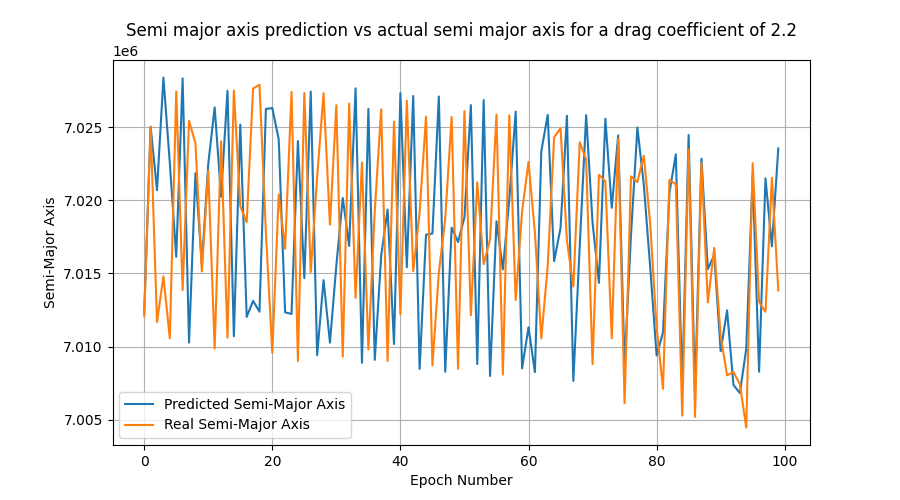 Semi major axis prediction vs actual semi major axis for a drag coefficient of 2.2
1e6
7.025
7.020
7.015
7.010
7.005
Semi-Major Axis
Predicted Semi-Major Axis
Real Semi-Major Axis
0 20 40 60 80 100
Epoch Number